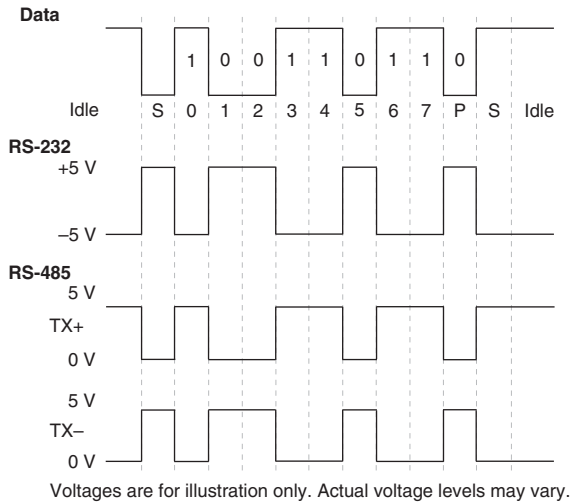 Data
1 0 0 1 1 0 1 1 0
Idle S 0 1 2 3 4 5 6 7 P S Idle
RS-232
+5 V
–5 V
RS-485
5 V
TX+
0 V
5 V
TX–
0 V
Voltages are for illustration only. Actual voltage levels may vary.